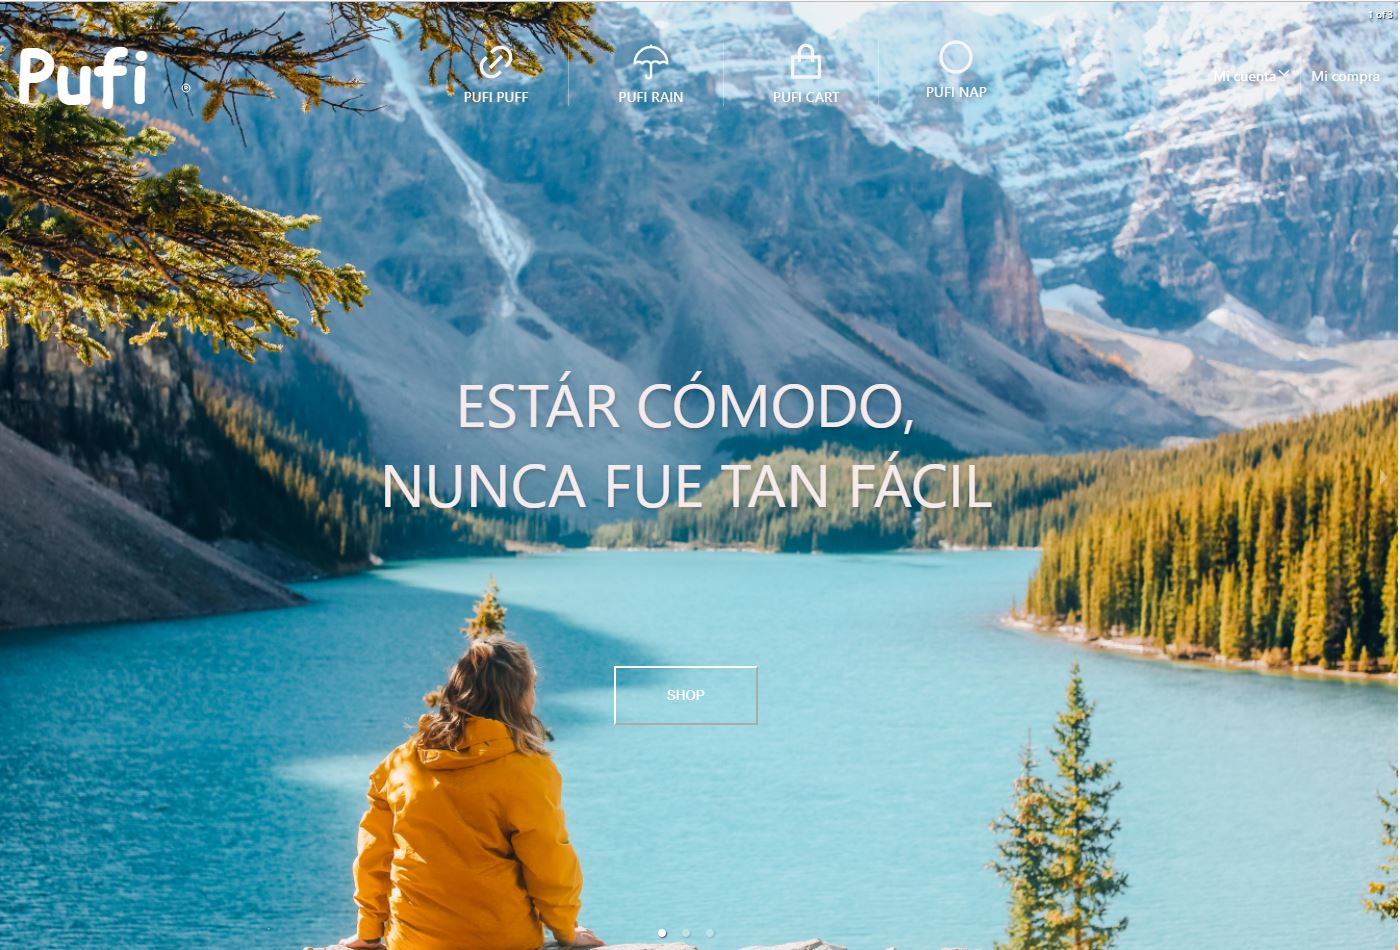 1 of 3
Pufi ®
PUFI PUFF
PUFI RAIN
PUFI CART
PUFI NAP
Mi cuenta
Mi compra
ESTÁR CÓMODO,
NUNCA FUE TAN FÁCIL
SHOP